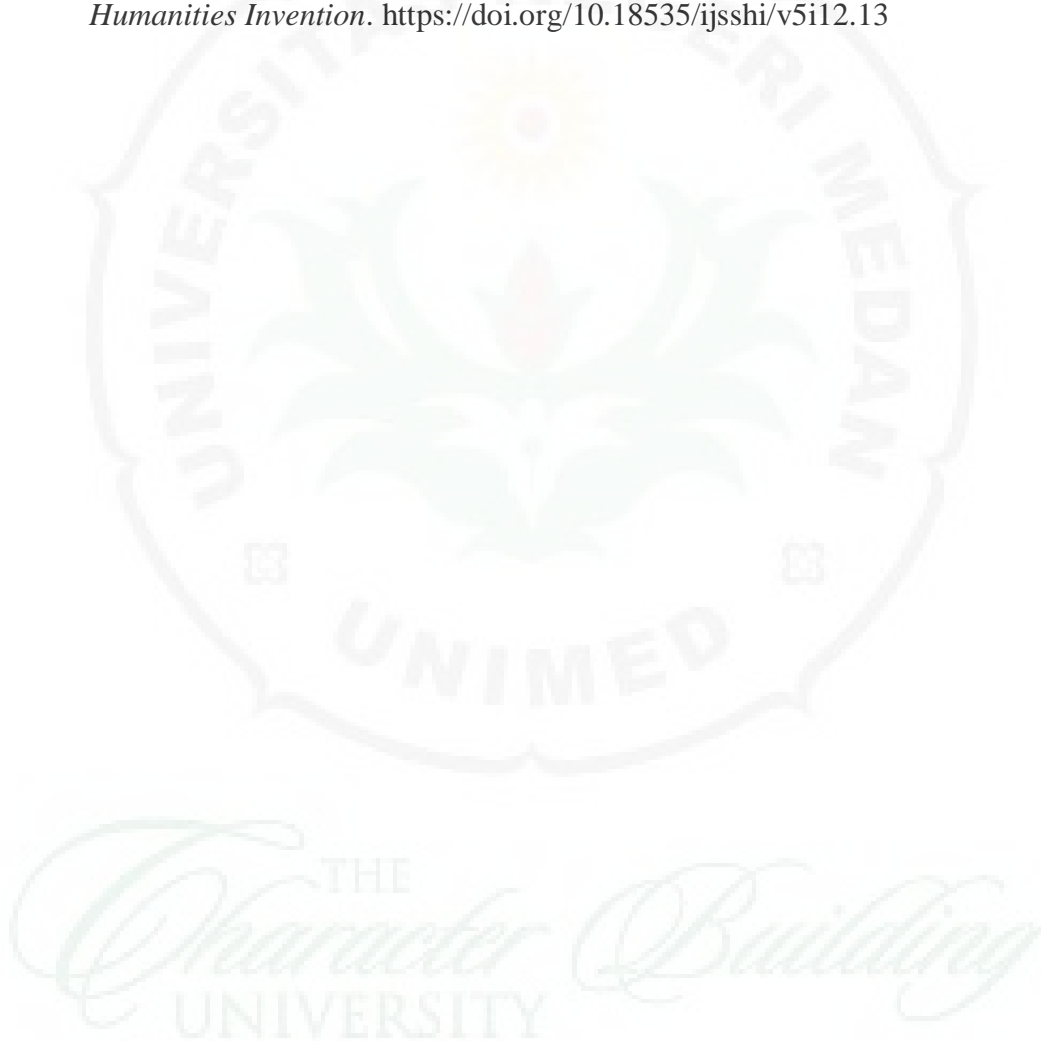 Humanities Invention. https://doi.org/10.18535/ijsshi/v5i12.13
UNIVERSITAS NEGERI MEDAN
UNIMED
THE
Character Building
UNIVERSITY